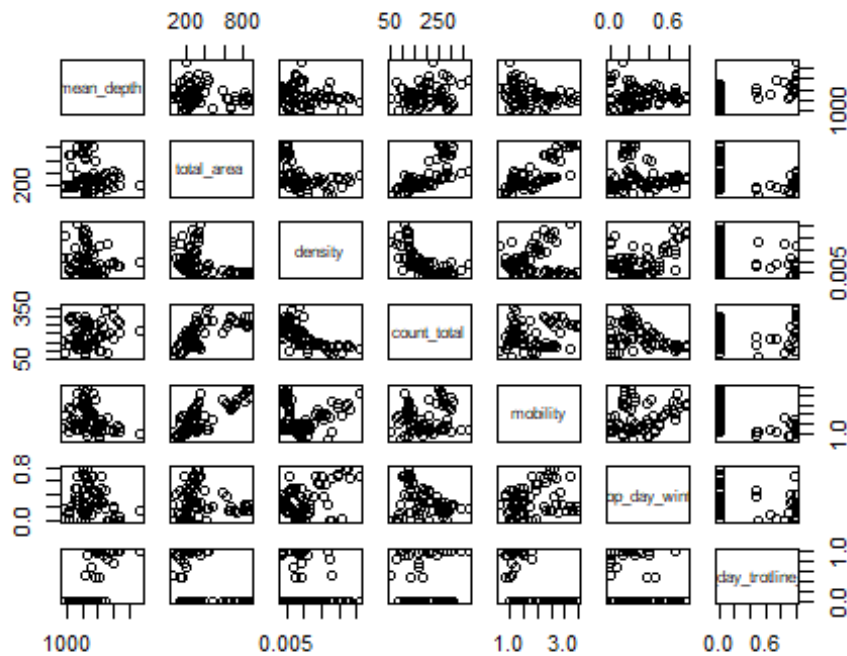 200 800 50 250 0.0 0.6
mean_depth 1000
200 total_area
density 0.005
50 350 count_total
mobility 1.0
0.0 0.8 op_day_wint
day_trotline 0.0 1.0
1000 0.005 1.0 3.0 0.0 0.6